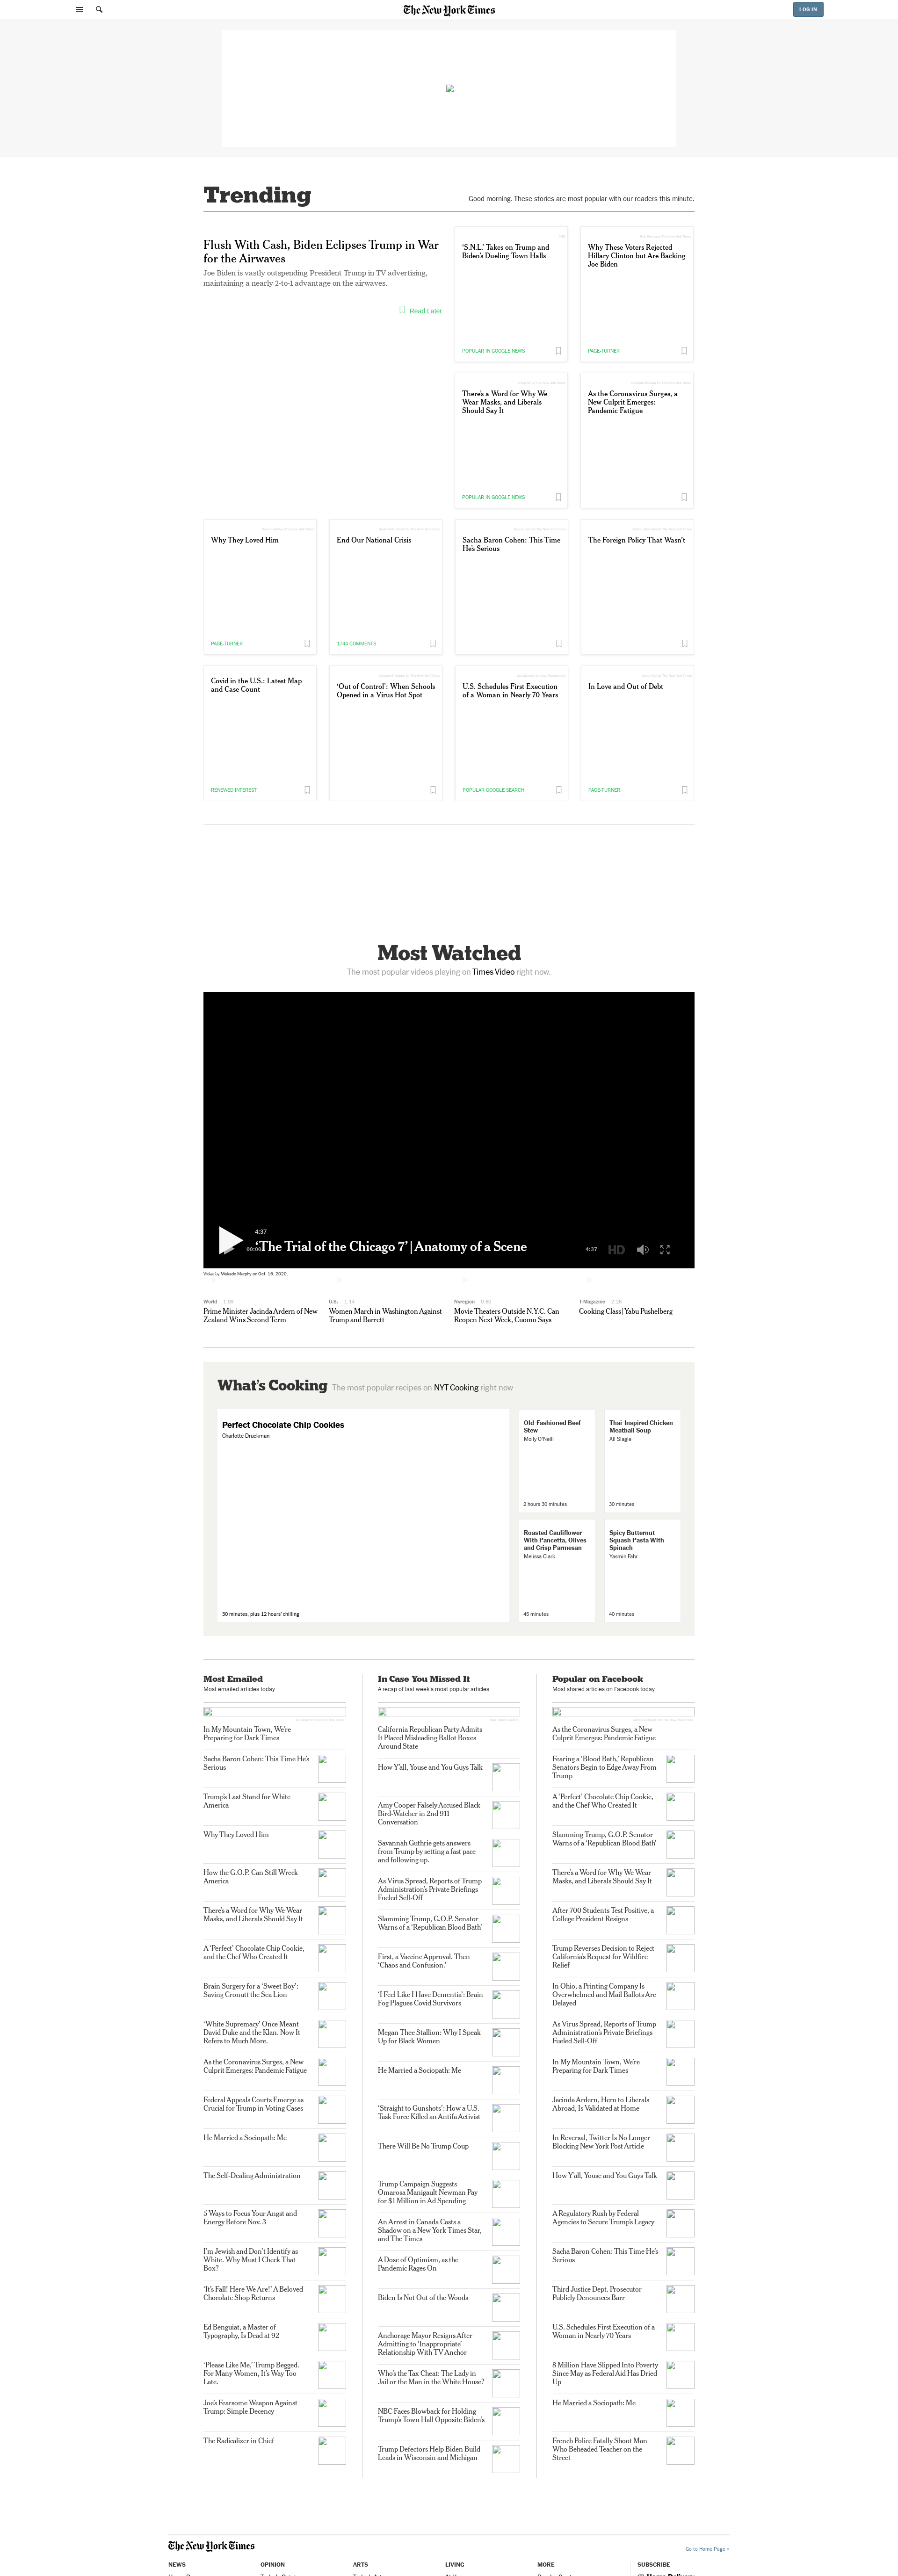 The New York Times
LOG IN
Trending
Good morning. These stories are most popular with our readers this minute.
Flush With Cash, Biden Eclipses Trump in War
for the Airwaves
Joe Biden is vastly outspending President Trump in TV advertising,
maintaining a nearly 2-to-1 advantage on the airwaves.
Read Later
‘S.N.L.’ Takes on Trump and
Biden’s Dueling Town Halls
POPULAR IN GOOGLE NEWS
Why These Voters Rejected
Hillary Clinton but Are Backing
Joe Biden
PAGE-TURNER
There’s a Word for Why We
Wear Masks, and Liberals
Should Say It
POPULAR IN GOOGLE NEWS
As the Coronavirus Surges, a
New Culprit Emerges:
Pandemic Fatigue
Why They Loved Him
PAGE-TURNER
End Our National Crisis
1744 COMMENTS
Sacha Baron Cohen: This Time
He’s Serious
The Foreign Policy That Wasn’t
Covid in the U.S.: Latest Map
and Case Count
RENEWED INTEREST
‘Out of Control’: When Schools
Opened in a Virus Hot Spot
U.S. Schedules First Execution
of a Woman in Nearly 70 Years
POPULAR GOOGLE SEARCH
In Love and Out of Debt
PAGE-TURNER
Most Watched
The most popular videos playing on Times Video right now.
4:37
00:00
‘The Trial of the Chicago 7’ | Anatomy of a Scene
4:37
HD
Video by Mekado Murphy on Oct. 16, 2020.
World 1:09
Prime Minister Jacinda Ardern of New
Zealand Wins Second Term
U.S. 1:14
Women March in Washington Against
Trump and Barrett
Nyregion
Movie Theaters Outside N.Y.C. Can
Reopen Next Week, Cuomo Says
T-Magazine
Cooking Class | Yabu Pushelberg
What’s Cooking The most popular recipes on NYT Cooking right now
Perfect Chocolate Chip Cookies
Charlotte Druckman
30 minutes, plus 12 hours’ chilling
Old-Fashioned Beef
Stew
Molly O’Neill
2 hours 30 minutes
Thai-Inspired Chicken
Meatball Soup
Ali Slagle
30 minutes
Roasted Cauliflower
With Pancetta, Olives
and Crisp Parmesan
Melissa Clark
45 minutes
Spicy Butternut
Squash Pasta With
Spinach
Yasmin Fahr
40 minutes
Most Emailed
Most emailed articles today
In My Mountain Town, We’re
Preparing for Dark Times
Sacha Baron Cohen: This Time He’s
Serious
Trump’s Last Stand for White
America
Why They Loved Him
How the G.O.P. Can Still Wreck
America
There’s a Word for Why We Wear
Masks, and Liberals Should Say It
A ‘Perfect’ Chocolate Chip Cookie,
and the Chef Who Created It
Brain Surgery for a ‘Sweet Boy’:
Saving Cronutt the Sea Lion
‘White Supremacy’ Once Meant
David Duke and the Klan. Now It
Refers to Much More.
As the Coronavirus Surges, a New
Culprit Emerges: Pandemic Fatigue
Federal Appeals Courts Emerge as
Crucial for Trump in Voting Cases
He Married a Sociopath: Me
The Self-Dealing Administration
5 Ways to Focus Your Angst and
Energy Before Nov. 3
I’m Jewish and Don’t Identify as
White. Why Must I Check That
Box?
‘It’s Fall! Here We Are!’ A Beloved
Chocolate Shop Returns
Ed Benguiat, a Master of
Typography, Is Dead at 92
‘Please Like Me,’ Trump Begged.
For Many Women, It’s Way Too
Late.
Joe’s Fearsome Weapon Against
Trump: Simple Decency
The Radicalizer in Chief
In Case You Missed It
A recap of last week’s most popular articles
California Republican Party Admits
It Placed Misleading Ballot Boxes
Around State
How Y’all, Youse and You Guys Talk
Amy Cooper Falsely Accused Black
Bird-Watcher in 2nd 911
Conversation
Savannah Guthrie gets answers
from Trump by setting a fast pace
and following up.
As Virus Spread, Reports of Trump
Administration’s Private Briefings
Fueled Sell-Off
Slamming Trump, G.O.P. Senator
Warns of a ‘Republican Blood Bath’
First, a Vaccine Approval. Then
‘Chaos and Confusion.’
‘I Feel Like I Have Dementia’: Brain
Fog Plagues Covid Survivors
Megan Thee Stallion: Why I Speak
Up for Black Women
He Married a Sociopath: Me
‘Straight to Gunshots’: How a U.S.
Task Force Killed an Antifa Activist
There Will Be No Trump Coup
Trump Campaign Suggests
Omarosa Manigault Newman Pay
for $1 Million in Ad Spending
An Arrest in Canada Casts a
Shadow on a New York Times Star,
and The Times
A Dose of Optimism, as the
Pandemic Rages On
Biden Is Not Out of the Woods
Anchorage Mayor Resigns After
Admitting to ‘Inappropriate’
Relationship With TV Anchor
Who’s the Tax Cheat: The Lady in
Jail or the Man in the White House?
NBC Faces Blowback for Holding
Trump’s Town Hall Opposite Biden’s
Trump Defectors Help Biden Build
Leads in Wisconsin and Michigan
Popular on Facebook
Most shared articles on Facebook today
As the Coronavirus Surges, a New
Culprit Emerges: Pandemic Fatigue
Fearing a ‘Blood Bath,’ Republican
Senators Begin to Edge Away From
Trump
A ‘Perfect’ Chocolate Chip Cookie,
and the Chef Who Created It
Slamming Trump, G.O.P. Senator
Warns of a ‘Republican Blood Bath’
There’s a Word for Why We Wear
Masks, and Liberals Should Say It
After 700 Students Test Positive, a
College President Resigns
Trump Reverses Decision to Reject
California’s Request for Wildfire
Relief
In Ohio, a Printing Company Is
Overwhelmed and Mail Ballots Are
Delayed
As Virus Spread, Reports of Trump
Administration’s Private Briefings
Fueled Sell-Off
In My Mountain Town, We’re
Preparing for Dark Times
Jacinda Ardern, Hero to Liberals
Abroad, Is Validated at Home
In Reversal, Twitter Is No Longer
Blocking New York Post Article
How Y’all, Youse and You Guys Talk
A Regulatory Rush by Federal
Agencies to Secure Trump’s Legacy
Sacha Baron Cohen: This Time He’s
Serious
Third Justice Dept. Prosecutor
Publicly Denounces Barr
U.S. Schedules First Execution of a
Woman in Nearly 70 Years
8 Million Have Slipped Into Poverty
Since May as Federal Aid Has Dried
Up
He Married a Sociopath: Me
French Police Fatally Shoot Man
Who Beheaded Teacher on the
Street
The New York Times
Go to Home Page »
NEWS
OPINION
ARTS
LIVING
MORE
SUBSCRIBE